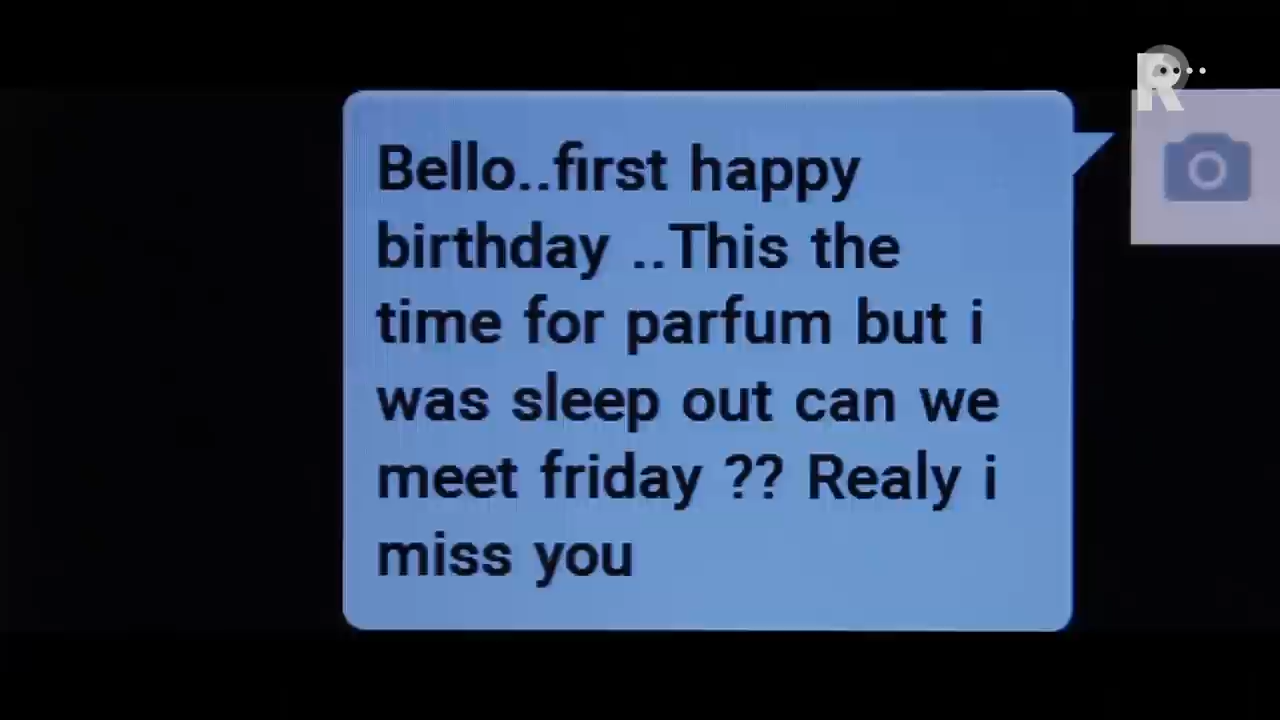 R
Bello..first happy
birthday ..This the
time for parfum but i
was sleep out can we
meet friday ?? Realy i
miss you